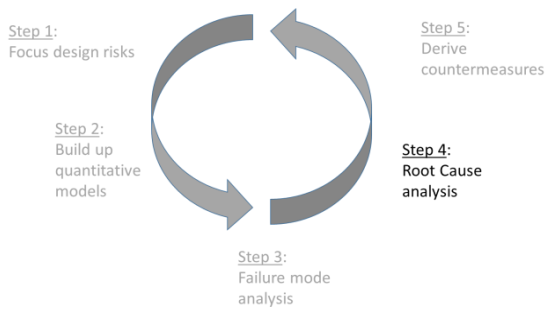 Step 1:
Focus design risks
Step 2:
Build up
quantitative
models
Step 3:
Failure mode
analysis
Step 4:
Root Cause
analysis
Step 5:
Derive
countermeasures